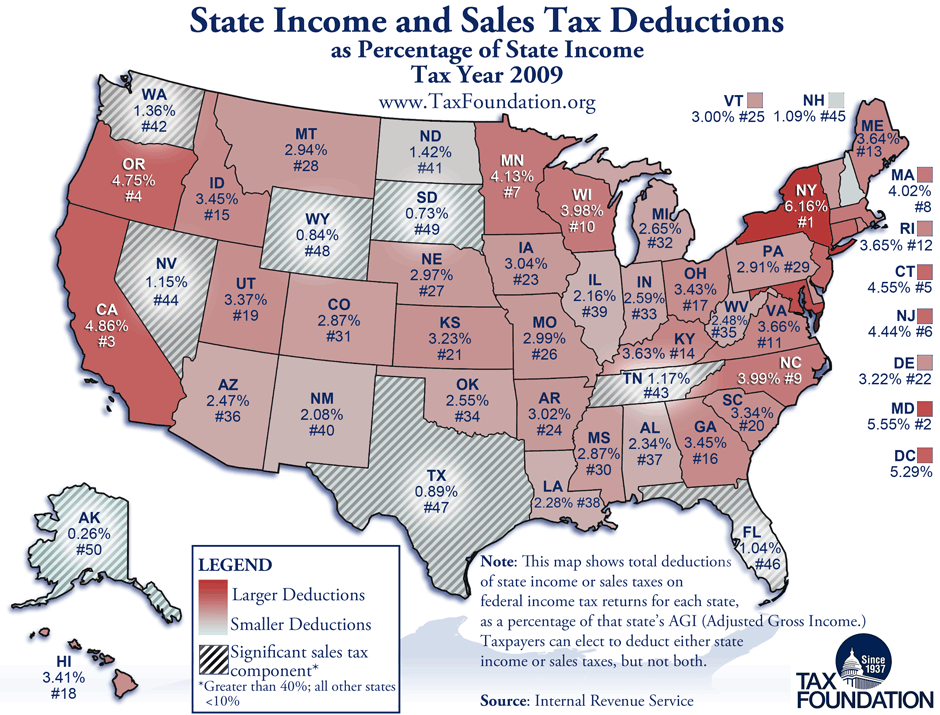 State Income and Sales Tax Deductions
as Percentage of State Income
Tax Year 2009
www.TaxFoundation.org
WA
1.36%
#42
OR
4.75%
#4
CA
4.86%
#3
NV
1.15%
#44
ID
3.45%
#15
MT
2.94%
#28
WY
0.84%
#48
UT
3.37%
#19
AZ
2.47%
#36
CO
2.87%
#31
NM
2.08%
#40
ND
1.42%
#41
SD
0.73%
#49
NE
2.97%
#27
KS
3.23%
#21
OK
2.55%
#34
TX
0.89%
#47
MN
4.13%
#7
IA
3.04%
#23
MO
2.99%
#26
AR
3.02%
#24
LA
2.28% #38
WI
3.98%
#10
IL
2.16%
#39
MI
2.65%
#32
IN
2.59%
#33
OH
3.43%
#17
KY
3.63% #14
TN 1.17%
#43
MS
2.87%
#30
AL
2.34%
#37
GA
3.45%
#16
FL
1.04%
#46
SC
3.34%
#20
NC
3.99% #9
VA
3.66%
#11
WV
2.48%
#35
PA
2.91% #29
NY
6.16%
#1
VT
3.00% #25
NH
1.09% #45
ME
3.64%
#13
MA
4.02%
#8
RI
3.65% #12
CT
4.55% #5
NJ
4.44% #6
DE
3.22% #22
MD
5.55% #2
DC
5.29%
AK
0.26%
#50
HI
3.41%
#18
LEGEND
Larger Deductions
Smaller Deductions
Significant sales tax
component*
*Greater than 40%; all other states
<10%
Note: This map shows total deductions
of state income or sales taxes on
federal income tax returns for each state,
as a percentage of that state's AGI (Adjusted Gross Income.)
Taxpayers can elect to deduct either state
income or sales taxes, but not both.
Source: Internal Revenue Service
Since
1937
TAX
FOUNDATION